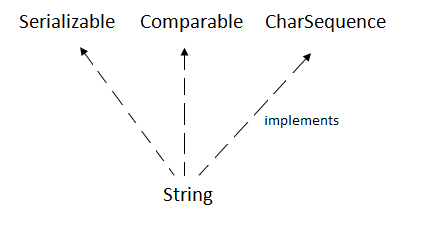 Serializable Comparable CharSequence
implements
String